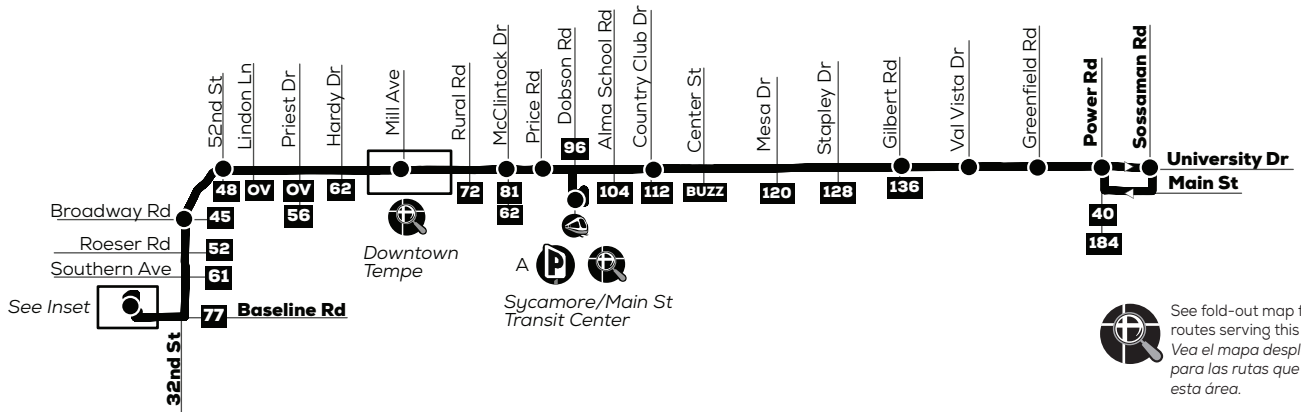 52nd St
Lindon Ln
Priest Dr
Hardy Dr
Mill Ave
Rural Rd
McClintock Dr
Price Rd
Dobson Rd
Alma School Rd
Country Club Dr
Center St
Mesa Dr
Stapley Dr
Gilbert Rd
Val Vista Dr
Greenfield Rd
Power Rd
Sossaman Rd
96
University Dr
48
OV
OV
62
72
81
104
112
BUZZ
120
128
136
Main St
56
62
40
184
Broadway Rd
45
Roeser Rd
52
Southern Ave
61
See Inset
77
Baseline Rd
32nd St
Downtown
Tempe
A
P
Sycamore/Main St
Transit Center
See fold-out map
routes serving this
Vea el mapa
para las rutas que
esta área.